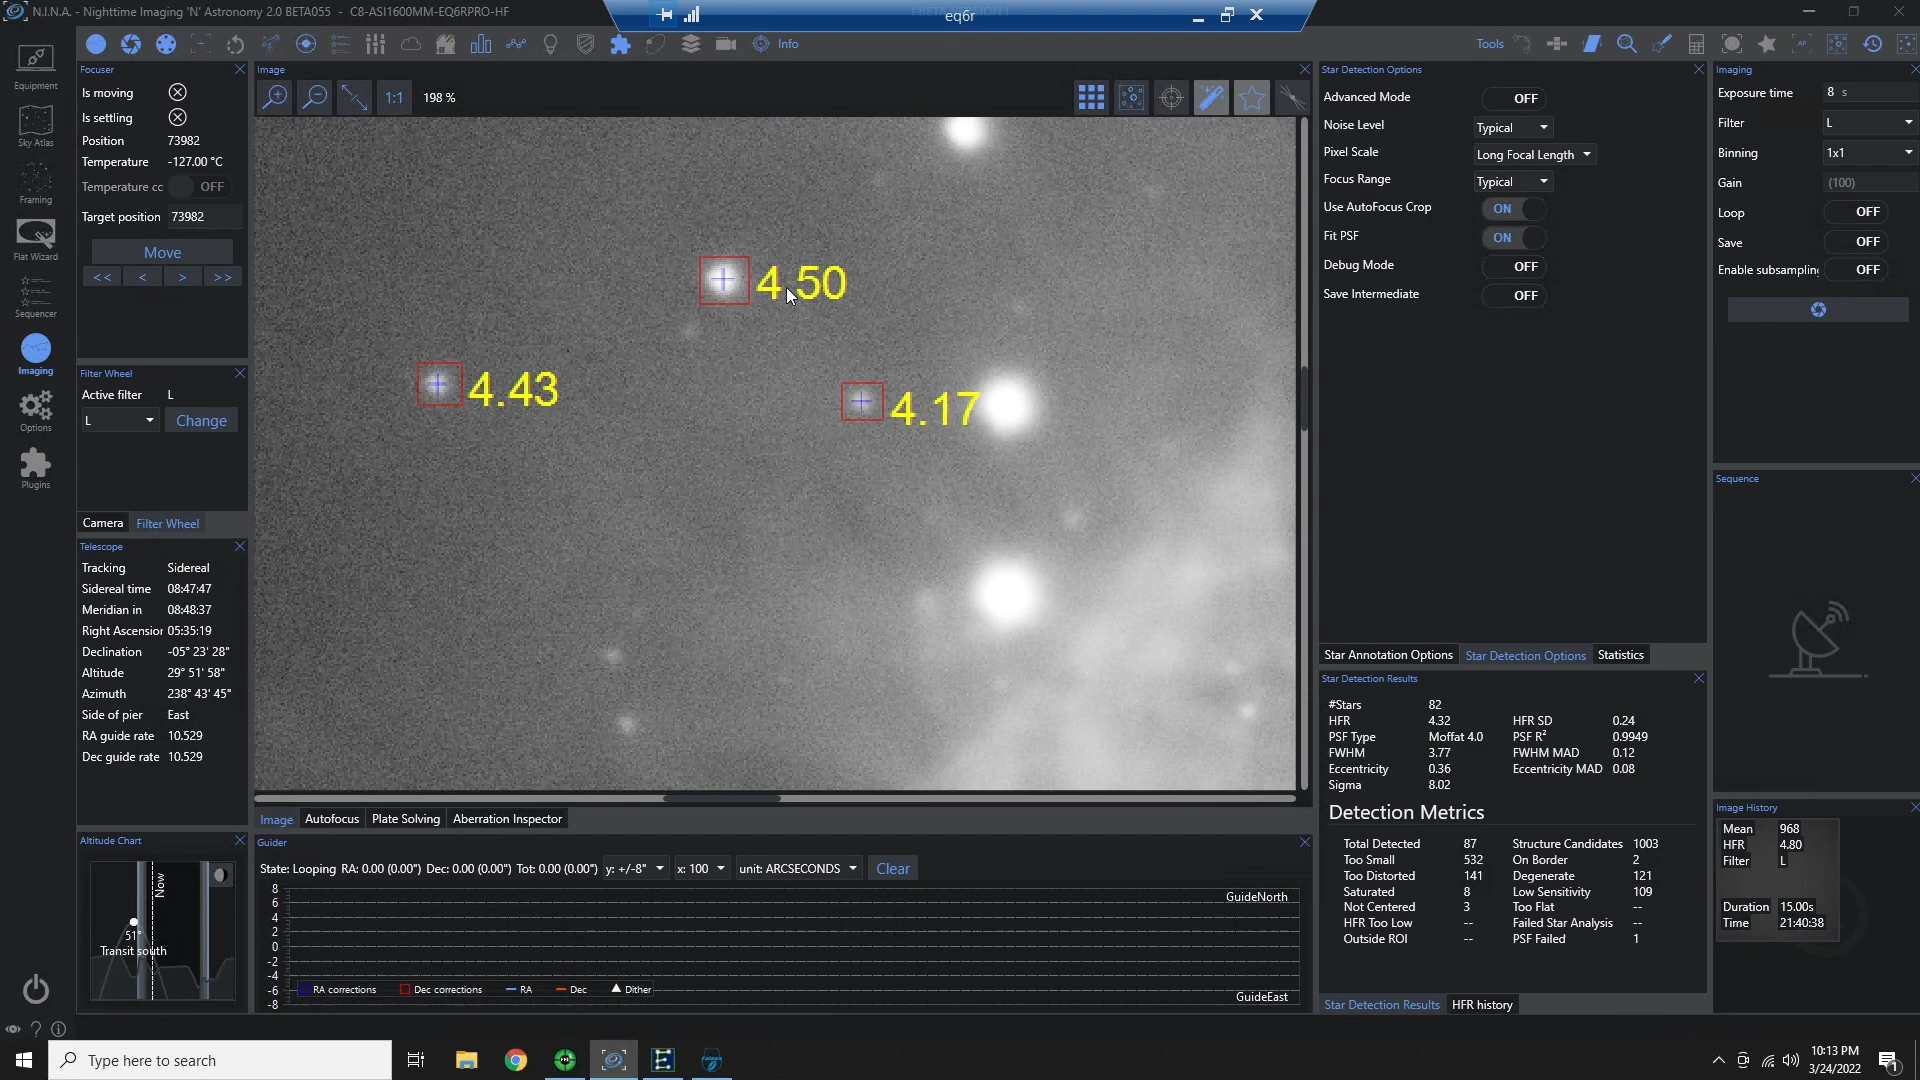 N.I.N.A. - Nighttime Imaging 'N' Astronomy 2.0 BETA055 - C8-ASI1600MM-EQ6RPRO-HF
eq6r
Info
Tools
Equipment
Sky Atlas
Framing
Flat Wizard
Sequencer
Imaging
Options
Plugins
Focuser
Is moving
Is settling
Position 73982
Temperature -127.00 °C
Temperature cc OFF
Target position 73982
Move
<< < > >>
Filter Wheel
Active filter L
L Change
Camera Filter Wheel
Telescope
Tracking Sidereal
Sidereal time 08:47:47
Meridian in 08:48:37
Right Ascension 05:35:19
Declination -05° 23' 28"
Altitude 29° 51' 58"
Azimuth 238° 43' 45"
Side of pier East
RA guide rate 10.529
Dec guide rate 10.529
Altitude Chart
Now
51°
Transit south
Image
1:1 198 %
4.50
4.43
4.17
Image Autofocus Plate Solving Aberration Inspector
Guider
State: Looping RA: 0.00 (0.00") Dec: 0.00 (0.00") Tot: 0.00 (0.00") y: +/-8" x: 100 unit: ARCSECONDS Clear
8
6
4
2
0
-2
-4
-6
-8
GuideNorth
RA corrections Dec corrections RA Dec Dither
GuideEast
Star Detection Options
Advanced Mode OFF
Noise Level Typical
Pixel Scale Long Focal Length
Focus Range Typical
Use AutoFocus Crop ON
Fit PSF ON
Debug Mode OFF
Save Intermediate OFF
Star Annotation Options Star Detection Options Statistics
Star Detection Results
#Stars 82
HFR 4.32 HFR SD 0.24
PSF Type Moffat 4.0 PSF R² 0.9949
FWHM 3.77 FWHM MAD 0.12
Eccentricity 0.36 Eccentricity MAD 0.08
Sigma 8.02
Detection Metrics
Total Detected 87 Structure Candidates 1003
Too Small 532 On Border 2
Too Distorted 141 Degenerate 121
Saturated 8 Low Sensitivity 109
Not Centered 3 Too Flat --
HFR Too Low -- Failed Star Analysis --
Outside ROI -- PSF Failed 1
Star Detection Results HFR history
Imaging
Exposure time 8 s
Filter L
Binning 1x1
Gain (100)
Loop OFF
Save OFF
Enable subsampling OFF
Sequence
Image History
Mean 968
HFR 4.80
Filter L
Duration 15.00s
Time 21:40:38
Type here to search
10:13 PM
3/24/2022
1